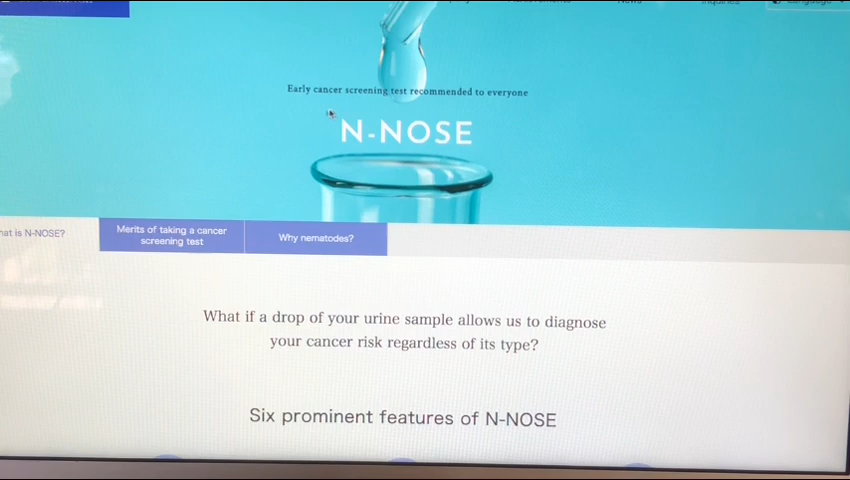 Early cancer screening test recommended to everyone
N-NOSE
N-NOSE?
Merits of taking a cancer
screening test
Why nematodes?
What if a drop of your urine sample allows us to diagnose
your cancer risk regardless of its type?
Six prominent features of N-NOSE